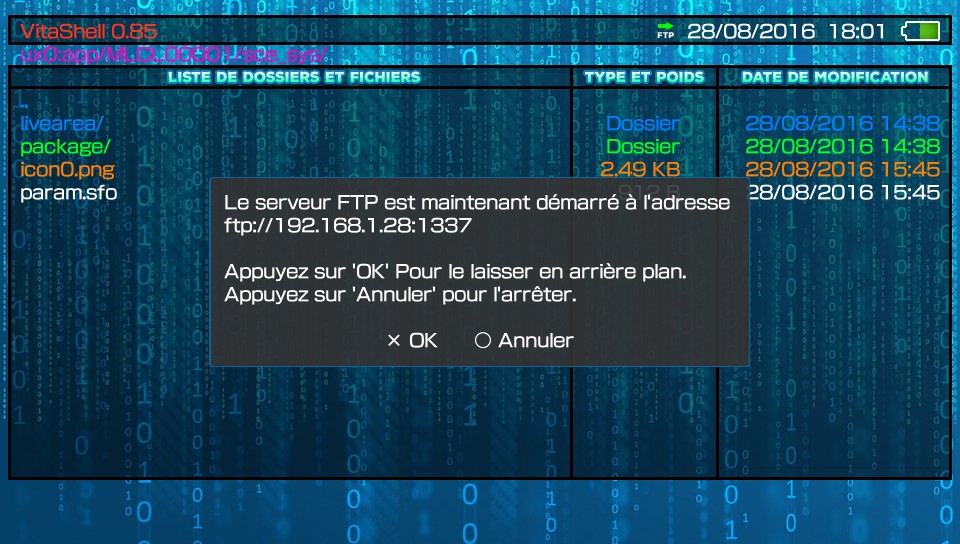 VitaShell 0.85
FTP 28/08/2016 18:01
ux0:app/MLCL00001/sce_sys/
LISTE DE DOSSIERS ET FICHIERS TYPE ET POIDS DATE DE MODIFICATION
..
livearea/ Dossier 28/08/2016 14:38
package/ Dossier 28/08/2016 14:38
icon0.png 2.49 KB 28/08/2016 15:45
param.sfo 912 B 28/08/2016 15:45
Le serveur FTP est maintenant démarré à l'adresse
ftp://192.168.1.28:1337
Appuyez sur 'OK' Pour le laisser en arrière plan.
Appuyez sur 'Annuler' pour l'arrêter.
× OK ○ Annuler